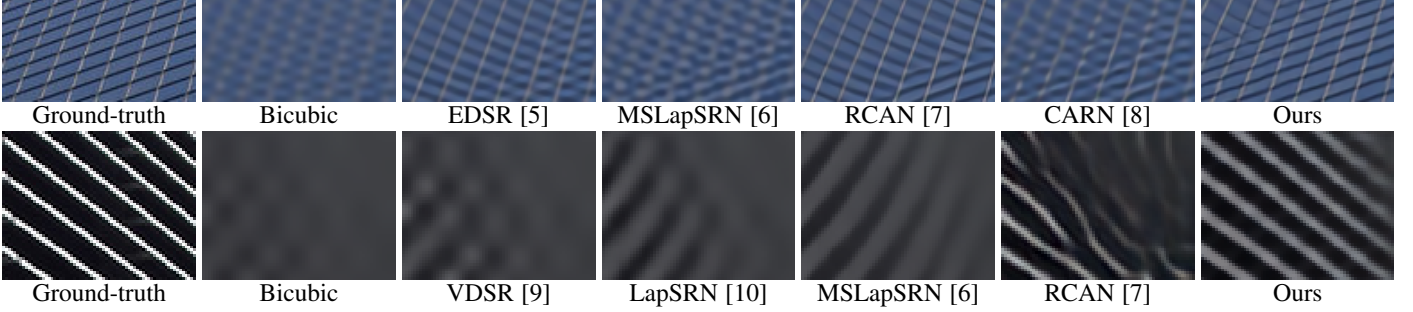 Ground-truth Bicubic EDSR [5] MSLapSRN [6] RCAN [7] CARN [8] Ours
Ground-truth Bicubic VDSR [9] LapSRN [10] MSLapSRN [6] RCAN [7] Ours